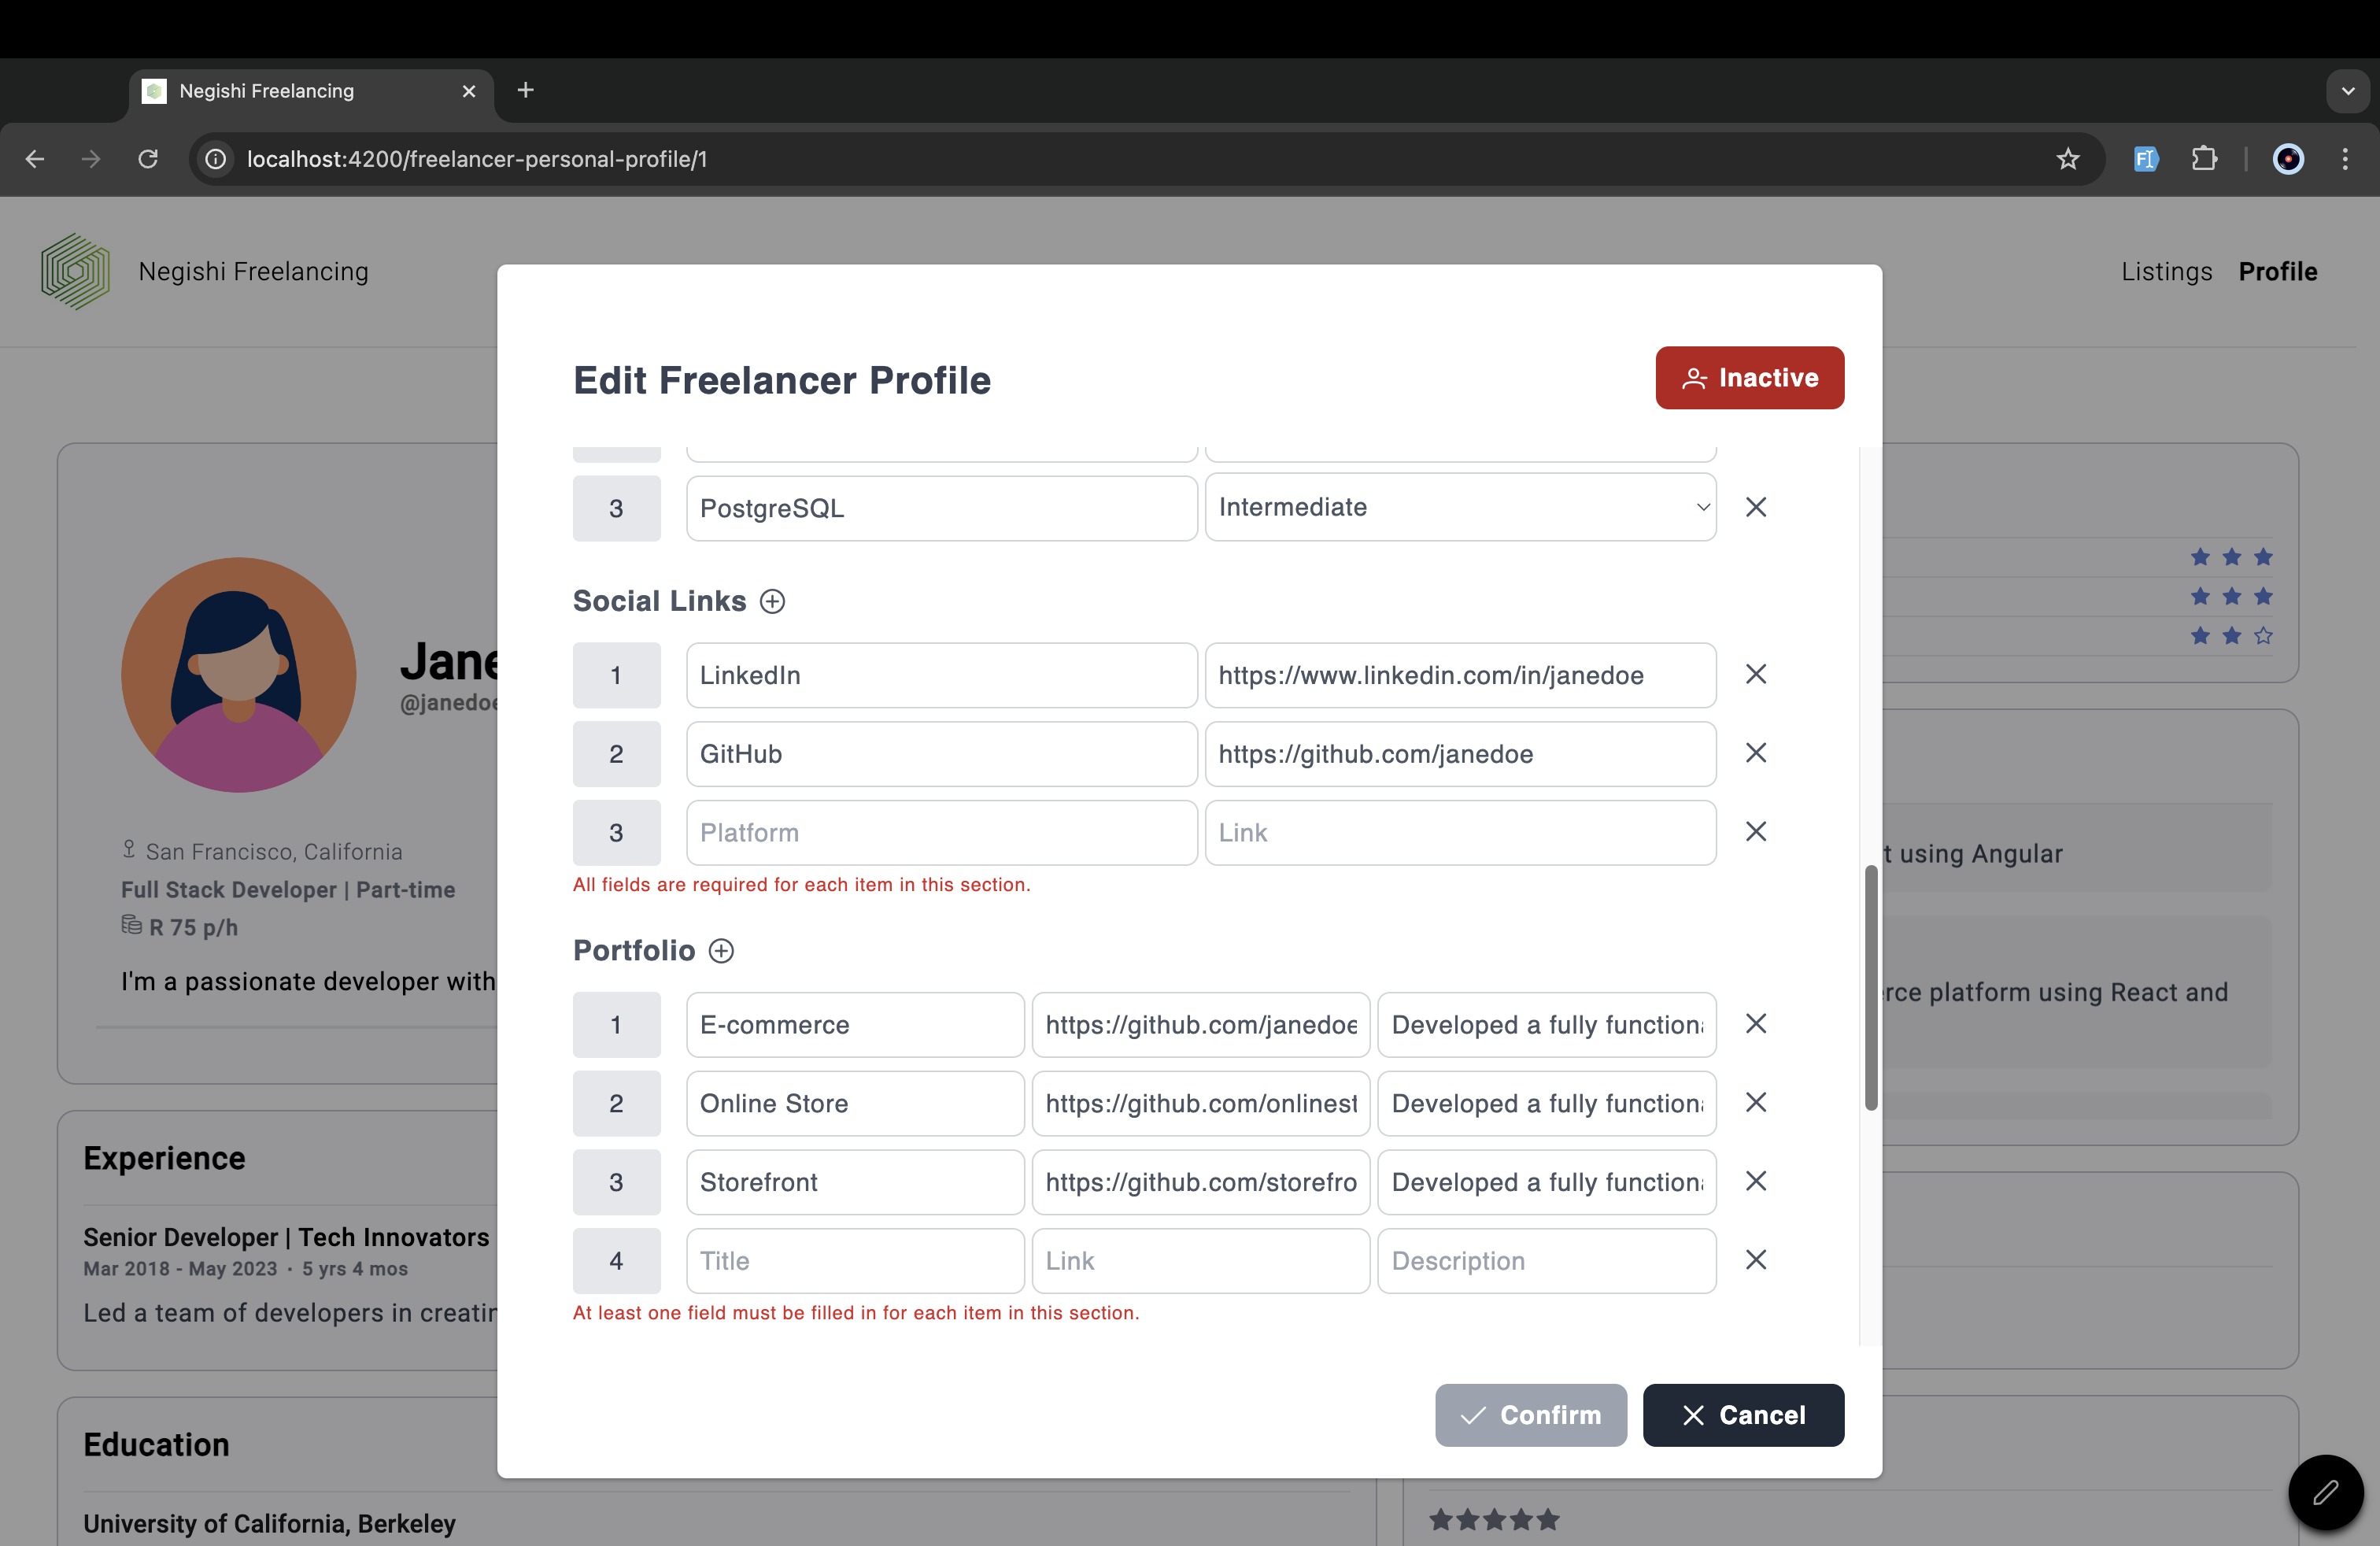 Negishi Freelancing
localhost:4200/freelancer-personal-profile/1
Negishi Freelancing
Listings Profile
Edit Freelancer Profile
Inactive
3 PostgreSQL Intermediate
Social Links
1 LinkedIn https://www.linkedin.com/in/janedoe
2 GitHub https://github.com/janedoe
3 Platform Link
All fields are required for each item in this section.
Portfolio
1 E-commerce https://github.com/janedoe Developed a fully functiona
2 Online Store https://github.com/onlinest Developed a fully functiona
3 Storefront https://github.com/storefro Developed a fully functiona
4 Title Link Description
At least one field must be filled in for each item in this section.
Confirm Cancel
Jane
@janedoe
San Francisco, California
Full Stack Developer | Part-time
R 75 p/h
I'm a passionate developer with
Experience
Senior Developer | Tech Innovators
Mar 2018 - May 2023 · 5 yrs 4 mos
Led a team of developers in creatin
Education
University of California, Berkeley
t using Angular
rce platform using React and